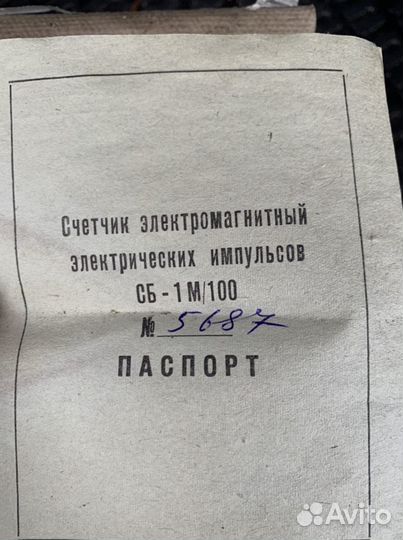 Счетчик электромагнитный
электрических импульсов
СБ - 1М/100
№ 5687
ПАСПОРТ
Avito